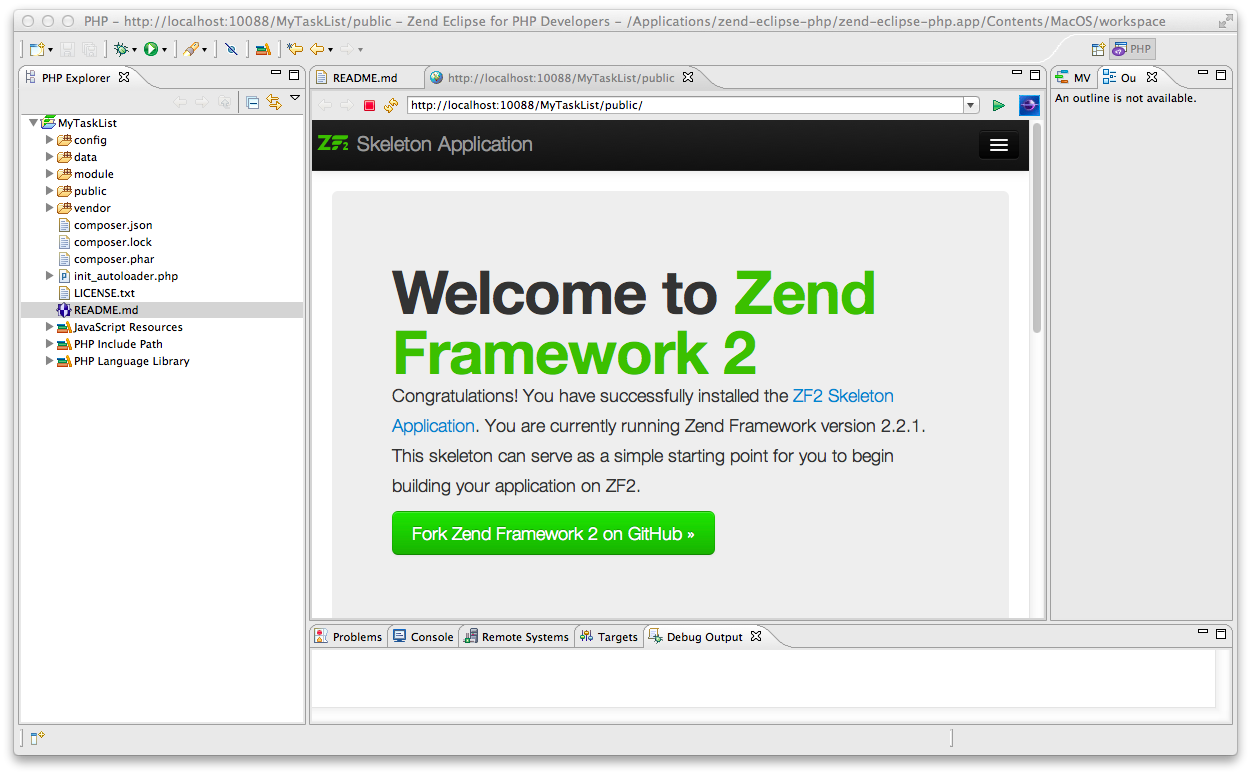 PHP - http://localhost:10088/MyTaskList/public - Zend Eclipse for PHP Developers - /Applications/zend-eclipse-php/zend-eclipse-php.app/Contents/MacOS/workspace
PHP
PHP Explorer
MyTaskList
config
data
module
public
vendor
composer.json
composer.lock
composer.phar
init_autoloader.php
LICENSE.txt
README.md
JavaScript Resources
PHP Include Path
PHP Language Library
README.md
http://localhost:10088/MyTaskList/public
http://localhost:10088/MyTaskList/public/
ZF2 Skeleton Application
Welcome to Zend
Framework 2
Congratulations! You have successfully installed the ZF2 Skeleton
Application. You are currently running Zend Framework version 2.2.1.
This skeleton can serve as a simple starting point for you to begin
building your application on ZF2.
Fork Zend Framework 2 on GitHub »
MV
Ou
An outline is not available.
Problems
Console
Remote Systems
Targets
Debug Output